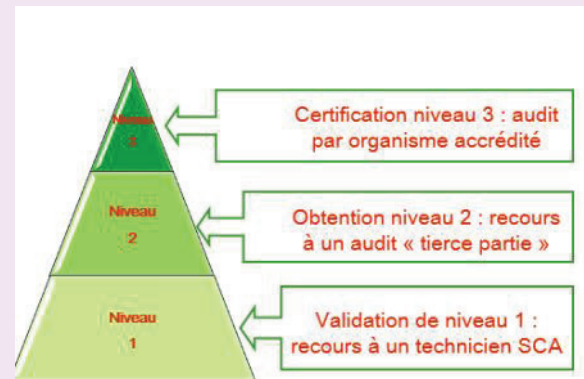 Niveau
3
Certification niveau 3 : audit
par organisme accrédité
Niveau
2
Obtention niveau 2 : recours
à un audit « tierce partie »
Niveau
1
Validation de niveau 1 :
recours à un technicien SCA